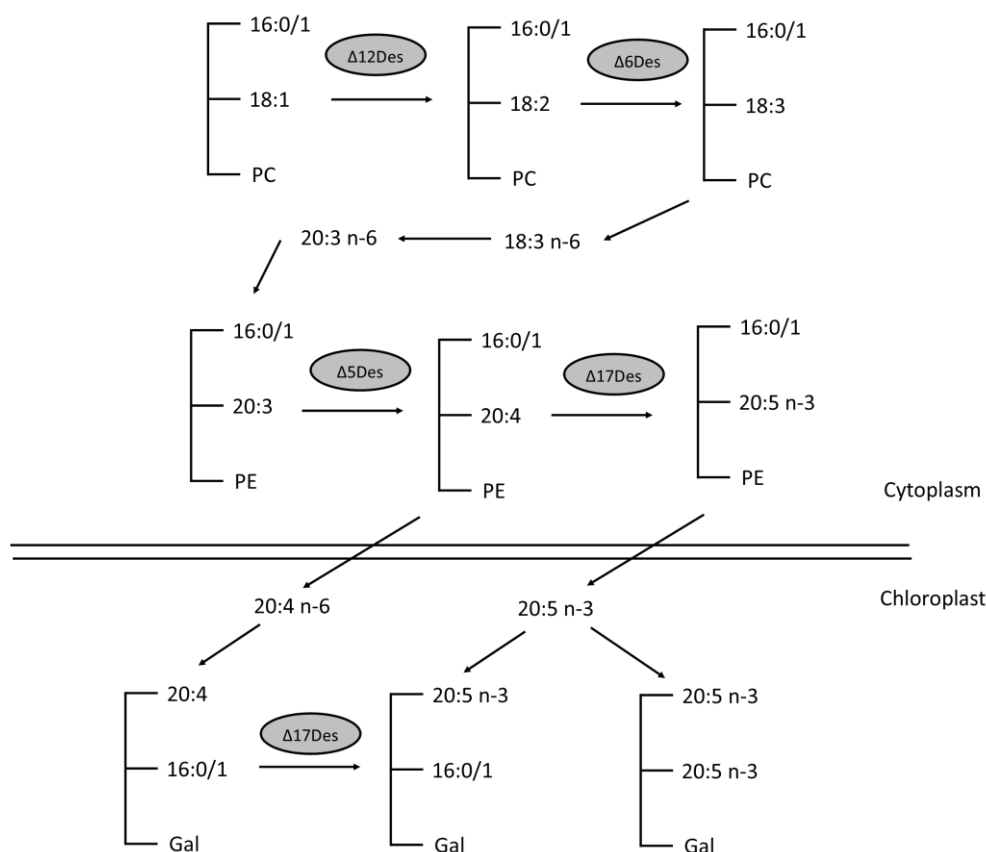 16:0/1
16:0/1
16:0/1
Δ12Des
Δ6Des
18:1
18:2
18:3
PC
PC
PC
20:3 n-6
18:3 n-6
16:0/1
16:0/1
16:0/1
Δ5Des
Δ17Des
20:3
20:4
20:5 n-3
PE
PE
PE
Cytoplasm
Chloroplast
20:4 n-6
20:5 n-3
20:4
20:5 n-3
20:5 n-3
Δ17Des
16:0/1
16:0/1
20:5 n-3
Gal
Gal
Gal